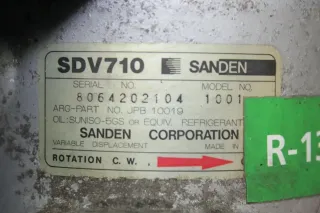 SDV710 SANDEN
SERIAL NO. MODEL NO.
8064202104 1001
ARG-PART NO. JPB 10019
OIL:SUNISO-5GS OR EQUIV. REFRIGERANT
SANDEN CORPORATION
VARIABLE DISPLACEMENT MADE IN
ROTATION C. W.
R-13